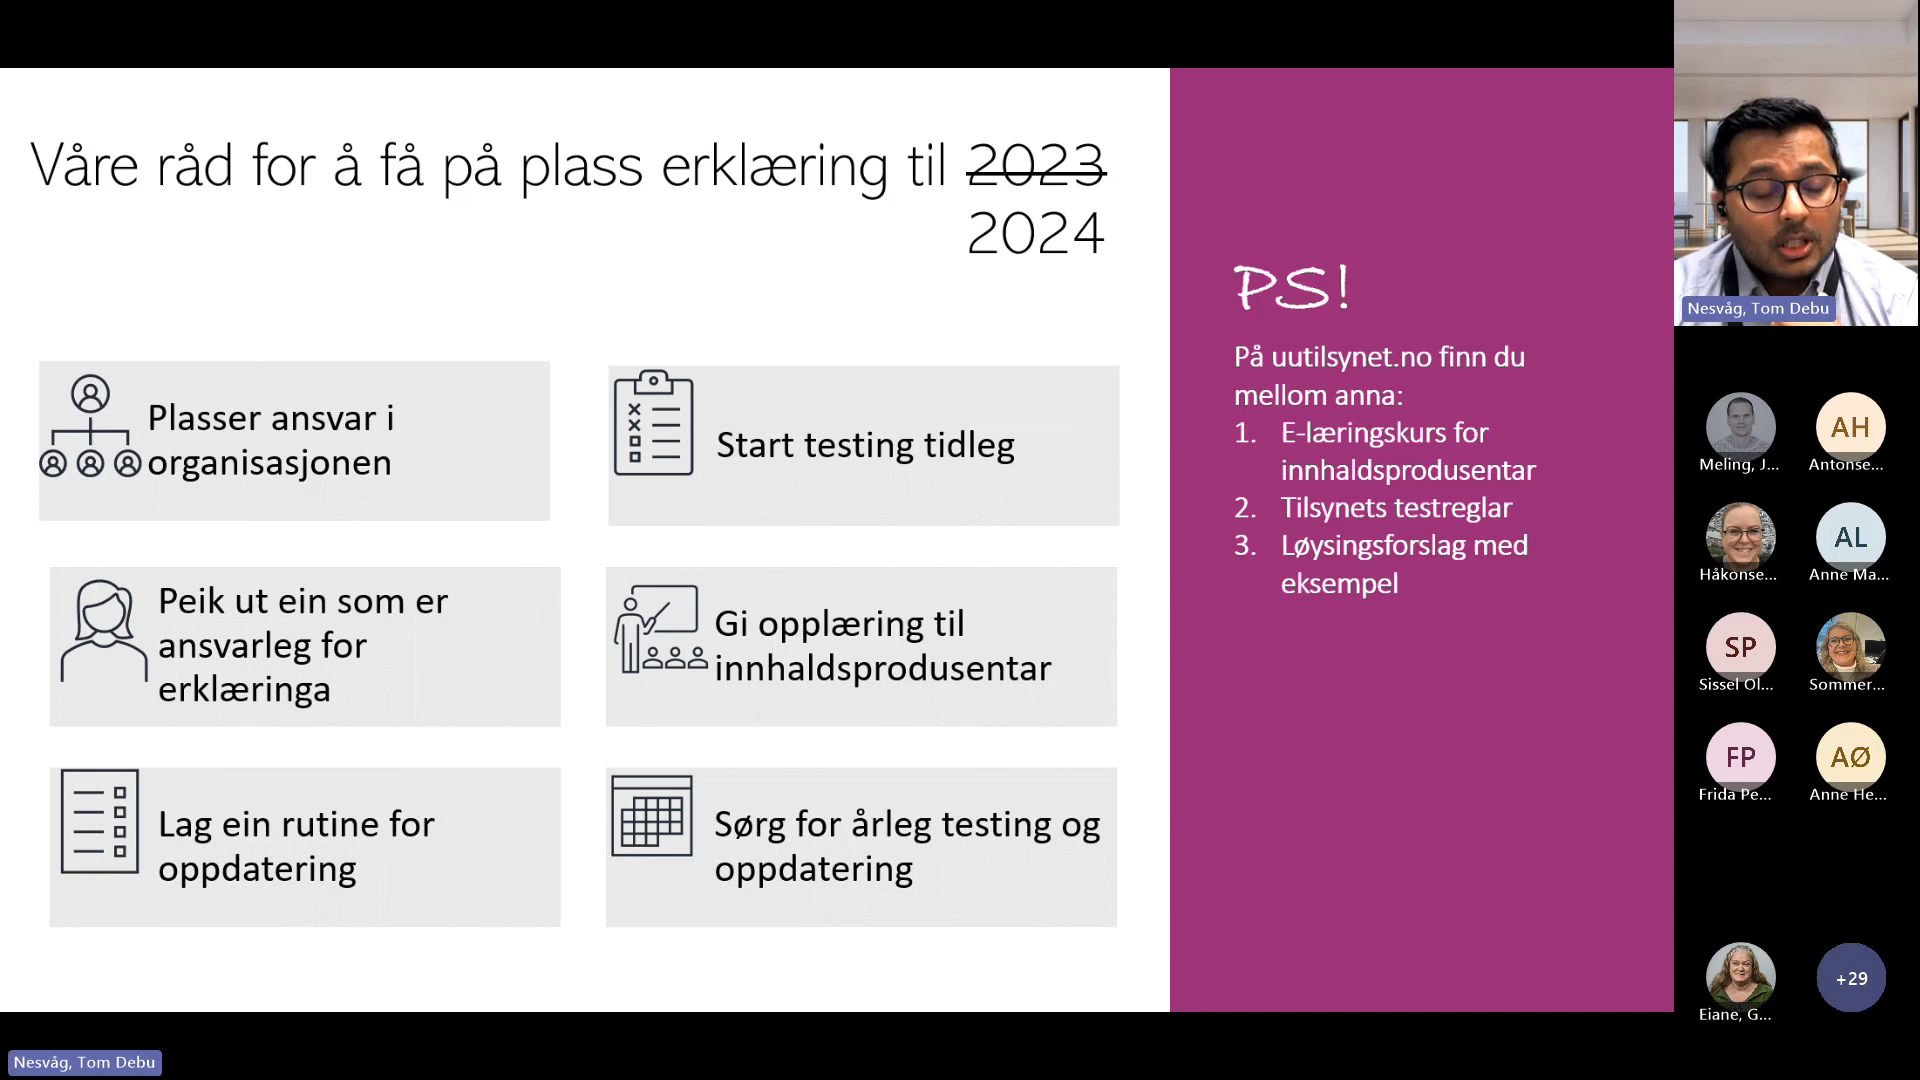 Våre råd for å få på plass erklæring til 2023
2024
Plasser ansvar i
organisasjonen
Start testing tidleg
Peik ut ein som er
ansvarleg for
erklæringa
Gi opplæring til
innhaldsprodusentar
Lag ein rutine for
oppdatering
Sørg for årleg testing og
oppdatering
PS!
På uutilsynet.no finn du
mellom anna:
1. E-læringskurs for
innhaldsprodusentar
2. Tilsynets testreglar
3. Løysingsforslag med
eksempel
Nesvåg, Tom Debu
AH
Meling, J... Antonse...
AL
Håkonse... Anne Ma...
SP
Sissel Ol... Sommer...
FP AØ
Frida Pe... Anne He...
+29
Eiane, G...
Nesvåg, Tom Debu